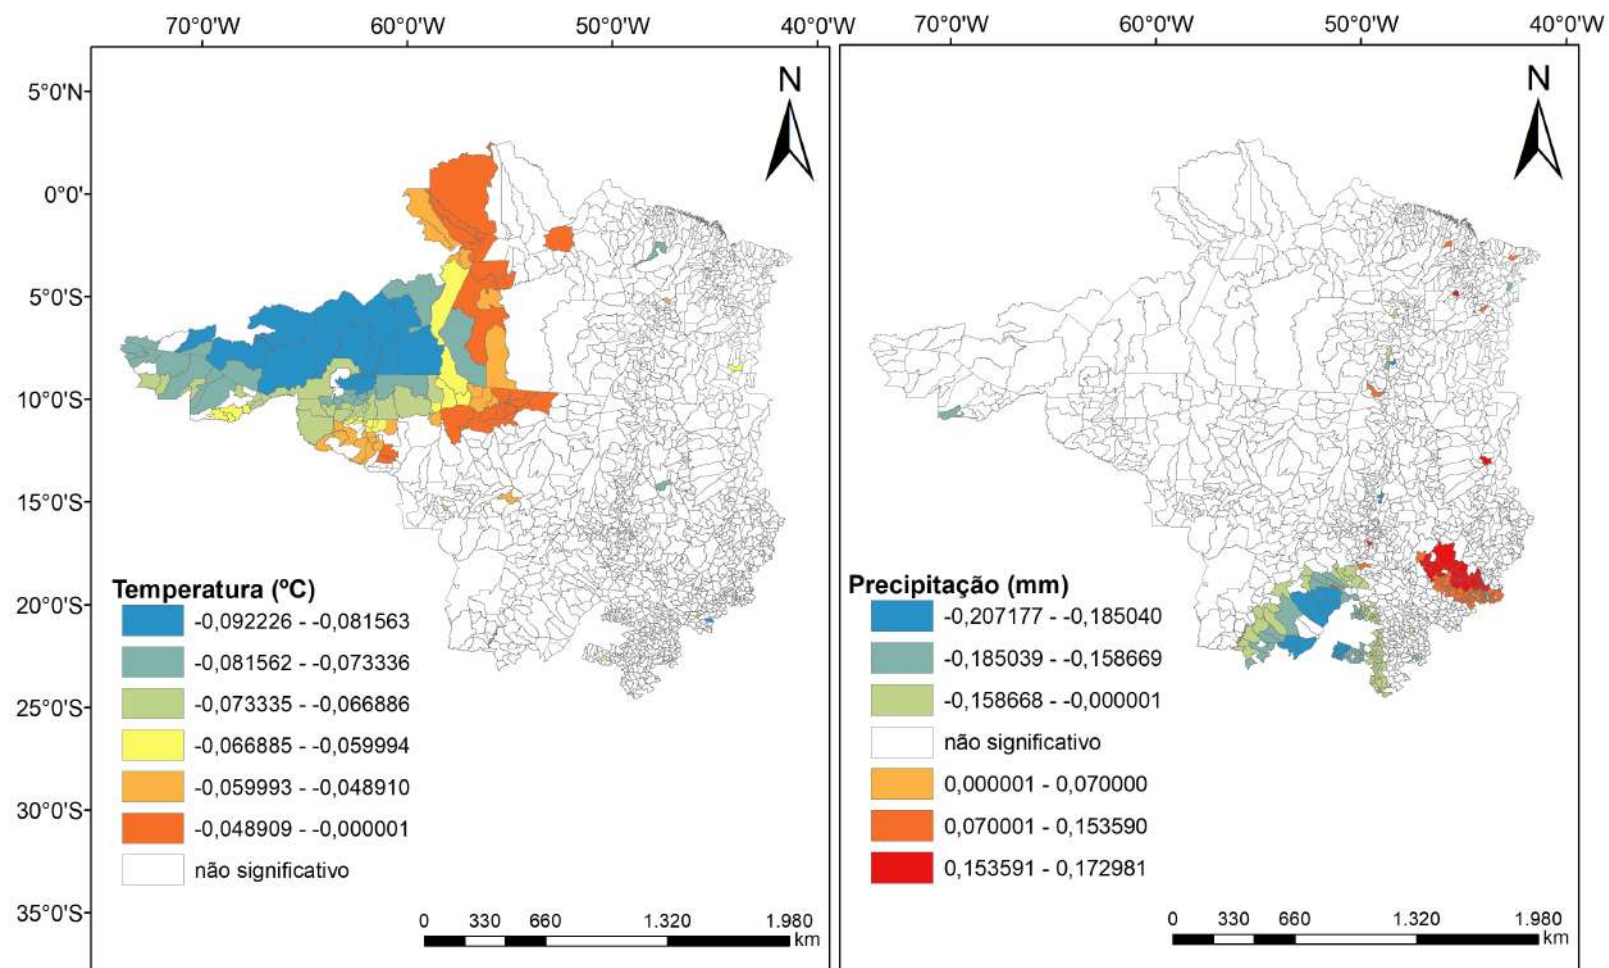 70°0'W 60°0'W 50°0'W 40°0'W
70°0'W 60°0'W 50°0'W 40°0'W
N
N
5°0'N
0°0'
5°0'S
10°0'S
15°0'S
20°0'S
25°0'S
30°0'S
35°0'S
Temperatura (ºC)
-0,092226 - -0,081563
-0,081562 - -0,073336
-0,073335 - -0,066886
-0,066885 - -0,059994
-0,059993 - -0,048910
-0,048909 - -0,000001
não significativo
0 330 660 1.320 1.980
km
Precipitação (mm)
-0,207177 - -0,185040
-0,185039 - -0,158669
-0,158668 - -0,000001
não significativo
0,000001 - 0,070000
0,070001 - 0,153590
0,153591 - 0,172981
0 330 660 1.320 1.980
km